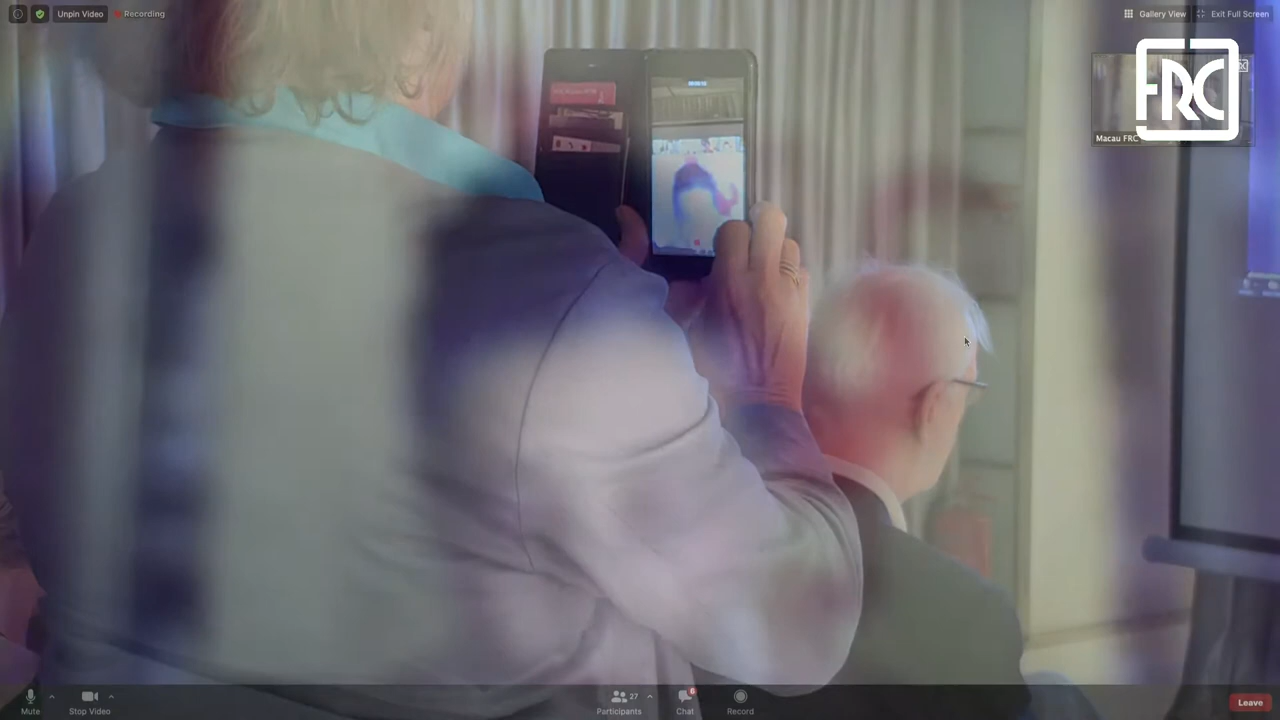 Unpin Video
Recording
Gallery View
Exit Full Screen
FRC
Macau FRC
Mute
Stop Video
Participants
27
Chat
6
Record
Leave